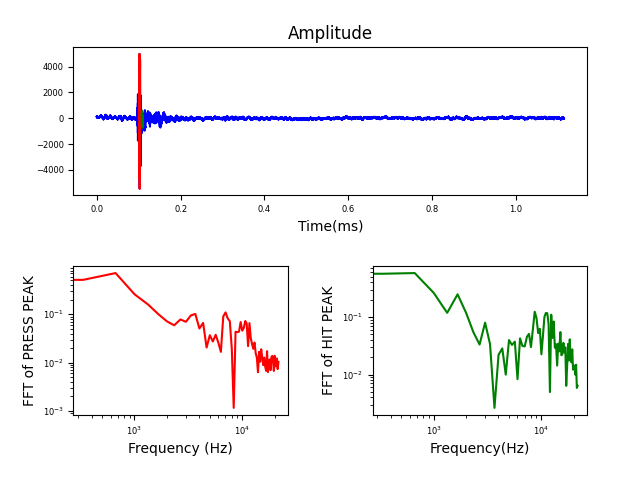 Amplitude
4000
2000
0
−2000
−4000
0.0 0.2 0.4 0.6 0.8 1.0
Time(ms)
FFT of PRESS PEAK
10⁻¹
10⁻²
10⁻³
10³ 10⁴
Frequency (Hz)
FFT of HIT PEAK
10⁻¹
10⁻²
10³ 10⁴
Frequency(Hz)